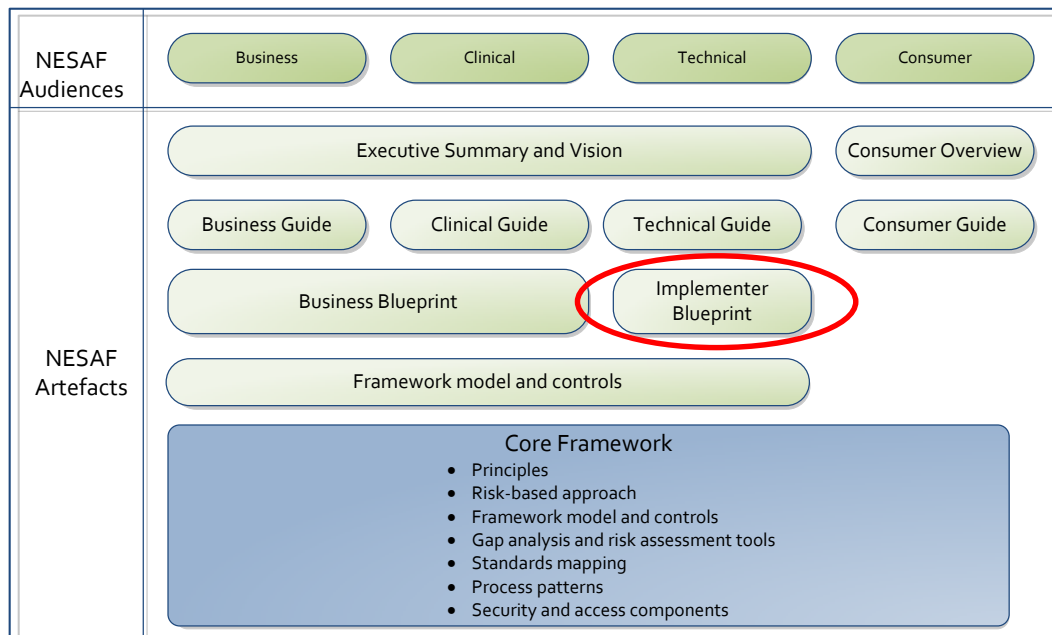 NESAF
Audiences
Business
Clinical
Technical
Consumer
Executive Summary and Vision
Consumer Overview
Business Guide
Clinical Guide
Technical Guide
Consumer Guide
Business Blueprint
Implementer
Blueprint
NESAF
Artefacts
Framework model and controls
Core Framework
• Principles
• Risk-based approach
• Framework model and controls
• Gap analysis and risk assessment tools
• Standards mapping
• Process patterns
• Security and access components